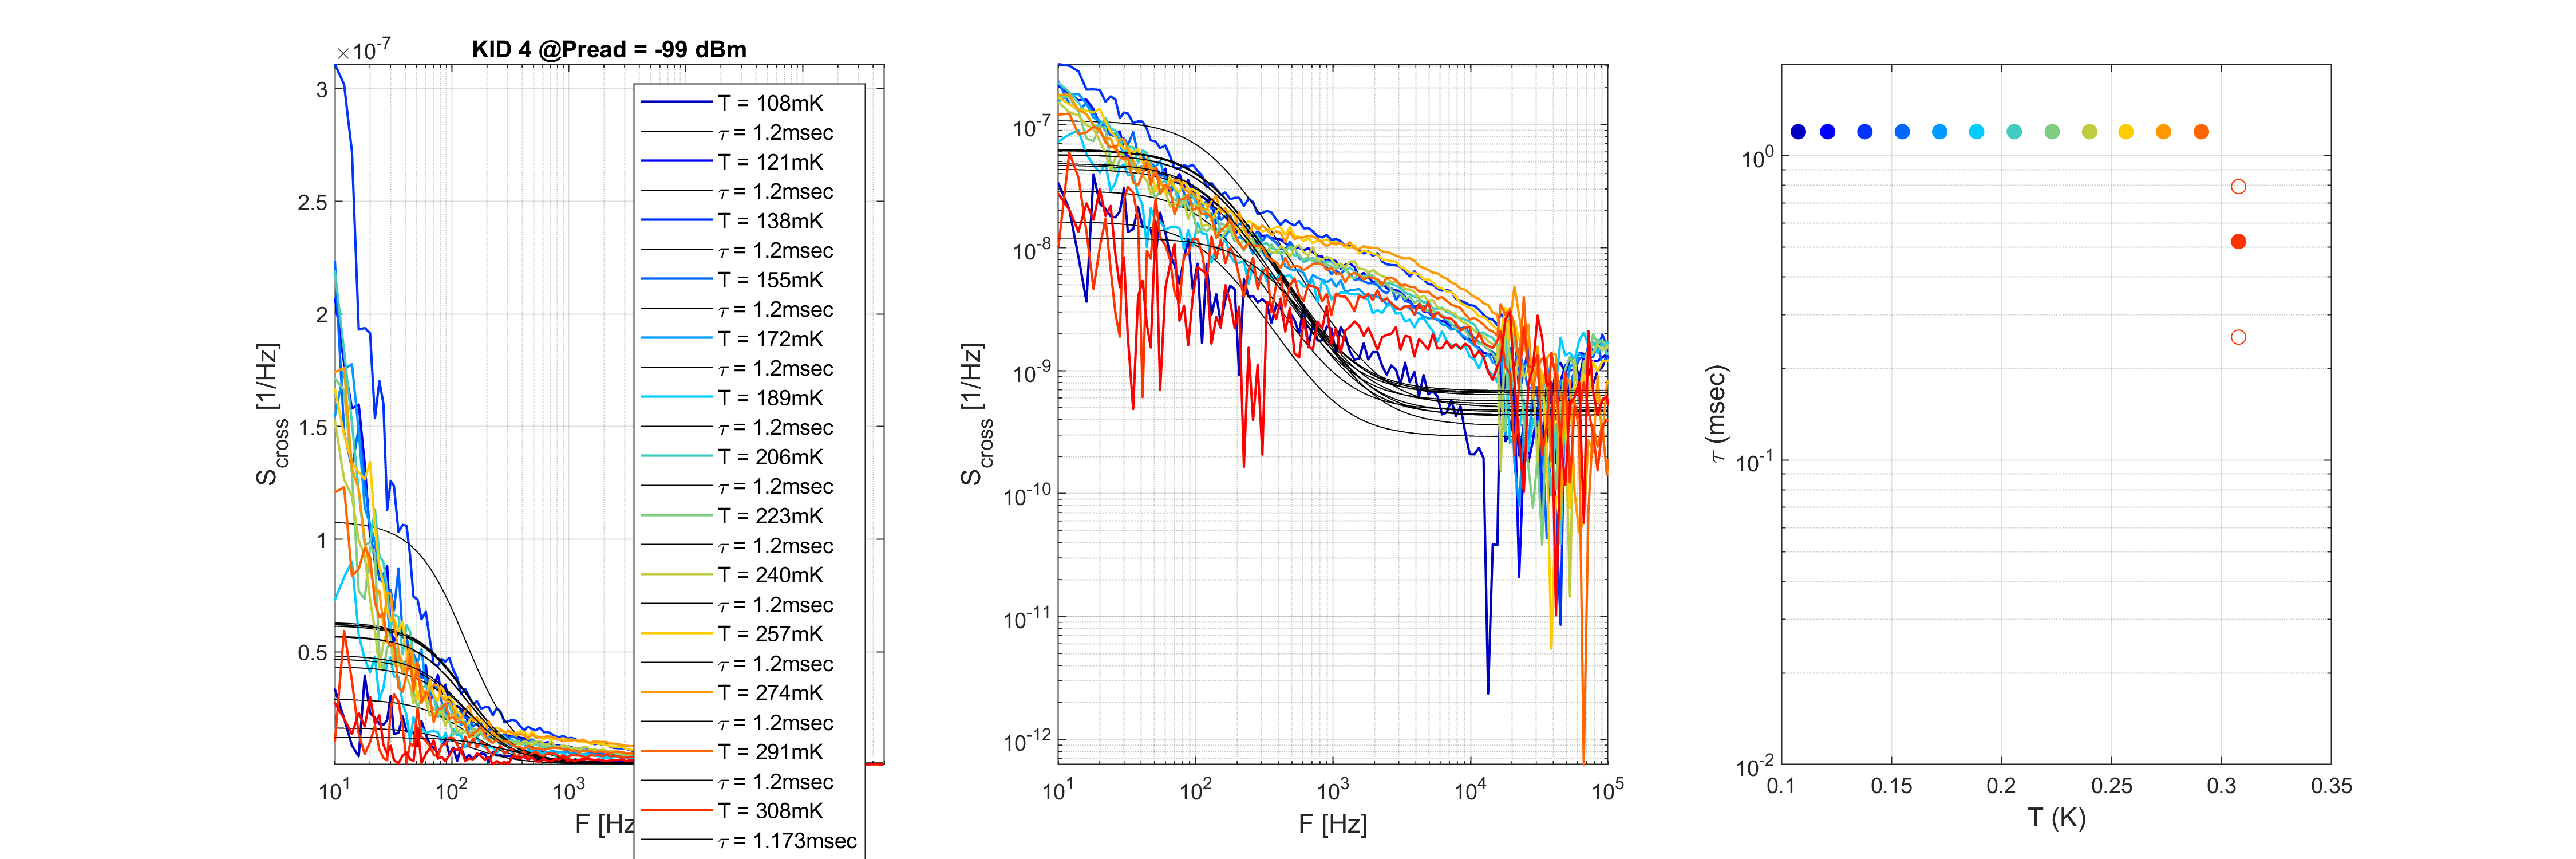 KID 4 @Pread = -99 dBm
×10-7
3
2.5
2
1.5
1
0.5
Scross [1/Hz]
101
102
103
F [Hz
T = 108mK
τ = 1.2msec
T = 121mK
τ = 1.2msec
T = 138mK
τ = 1.2msec
T = 155mK
τ = 1.2msec
T = 172mK
τ = 1.2msec
T = 189mK
τ = 1.2msec
T = 206mK
τ = 1.2msec
T = 223mK
τ = 1.2msec
T = 240mK
τ = 1.2msec
T = 257mK
τ = 1.2msec
T = 274mK
τ = 1.2msec
T = 291mK
τ = 1.2msec
T = 308mK
τ = 1.173msec
10-7
10-8
10-9
10-10
10-11
10-12
Scross [1/Hz]
101
102
103
104
105
F [Hz]
100
10-1
10-2
τ (msec)
0.1
0.15
0.2
0.25
0.3
0.35
T (K)